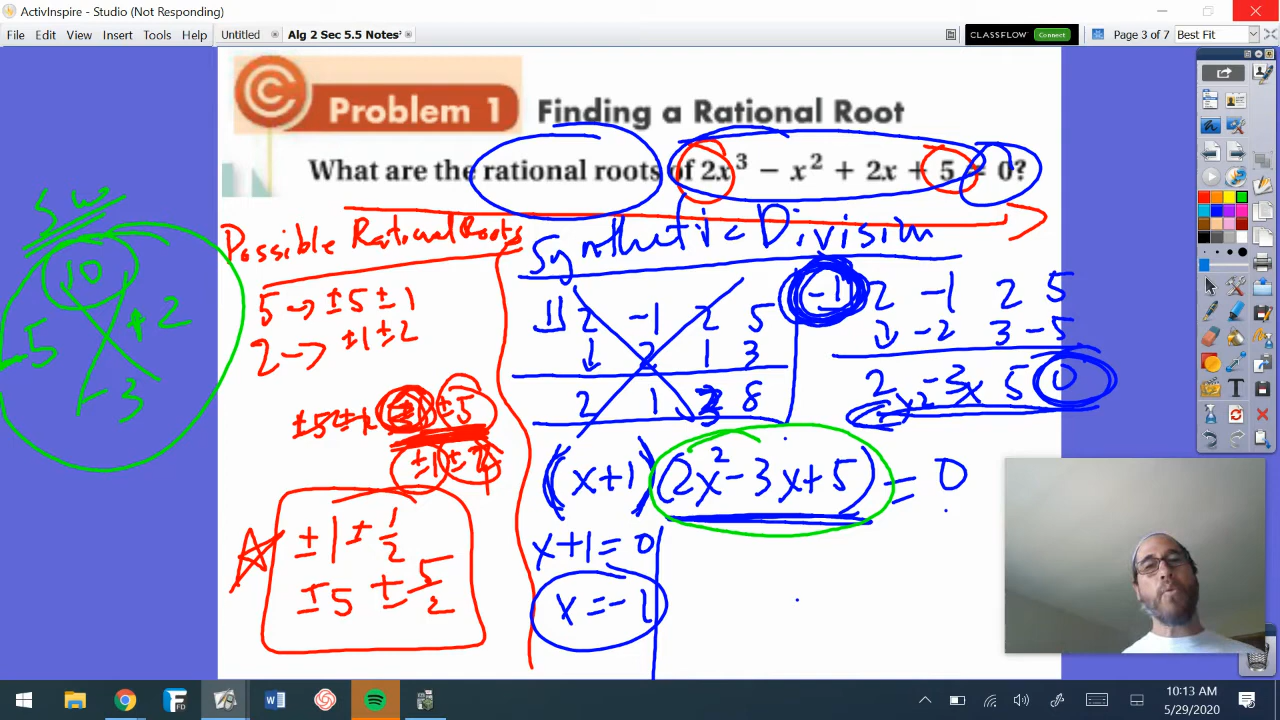 ActivInspire - Studio (Not Responding)
File Edit View Insert Tools Help
Untitled
Alg 2 Sec 5.5 Notes
CLASSFLOW Connect
Page 3 of 7
Best Fit
C
Problem 1 Finding a Rational Root
What are the rational roots of 2x³ − x² + 2x + 5 = 0?
Possible Rational Roots
5 → ±5 ±1
2 → ±1 ±2
±5
±1 ±2
±1 ± 1/2
±5 ± 5/2
10
-5 +2
-3
Synthetic Division
1 2 -1 2 5
↓ 2 1 3
2 1 3 8
-1 2 -1 2 5
↓ -2 3 -5
2x² -3x 5 0
(x+1)(2x²-3x+5) = 0
x+1=0
x=-1
10:13 AM
5/29/2020